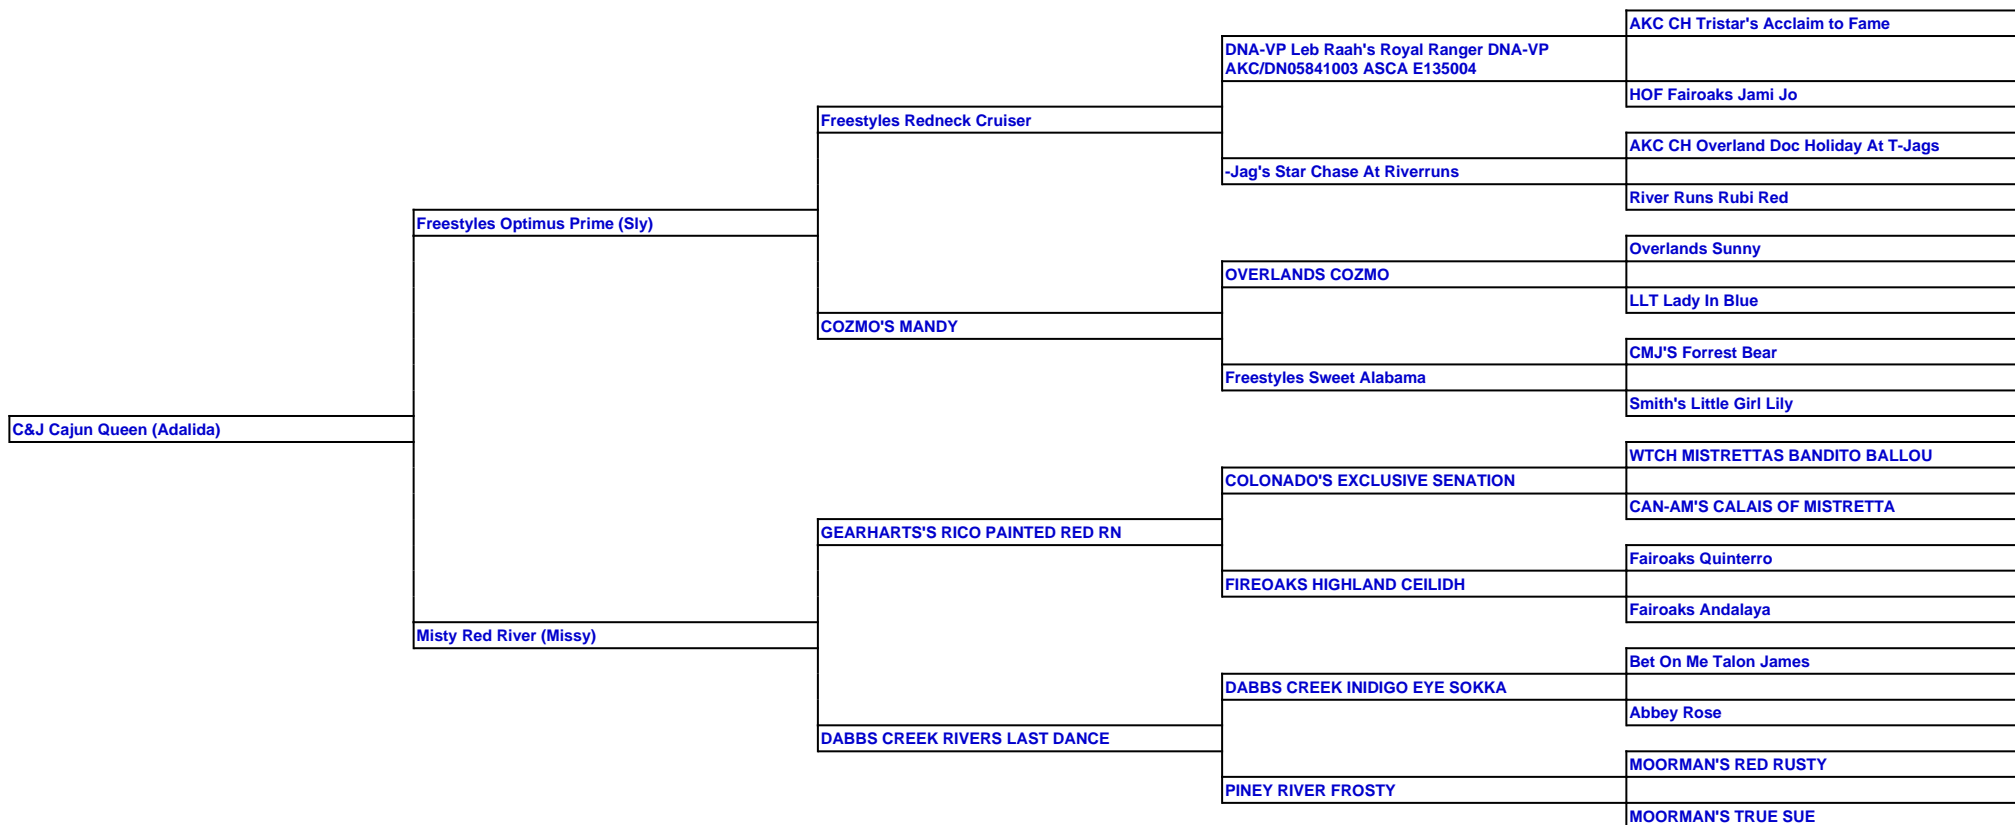 AKC CH Tristar's Acclaim to Fame
DNA-VP Leb Raah's Royal Ranger DNA-VP
AKC/DN05841003 ASCA E135004
HOF Fairoaks Jami Jo
Freestyles Redneck Cruiser
AKC CH Overland Doc Holiday At T-Jags
-Jag's Star Chase At Riverruns
River Runs Rubi Red
Freestyles Optimus Prime (Sly)
Overlands Sunny
OVERLANDS COZMO
LLT Lady In Blue
COZMO'S MANDY
CMJ'S Forrest Bear
Freestyles Sweet Alabama
Smith's Little Girl Lily
C&J Cajun Queen (Adalida)
WTCH MISTRETTAS BANDITO BALLOU
COLONADO'S EXCLUSIVE SENATION
CAN-AM'S CALAIS OF MISTRETTA
GEARHARTS'S RICO PAINTED RED RN
Fairoaks Quinterro
FIREOAKS HIGHLAND CEILIDH
Fairoaks Andalaya
Misty Red River (Missy)
Bet On Me Talon James
DABBS CREEK INIDIGO EYE SOKKA
Abbey Rose
DABBS CREEK RIVERS LAST DANCE
MOORMAN'S RED RUSTY
PINEY RIVER FROSTY
MOORMAN'S TRUE SUE